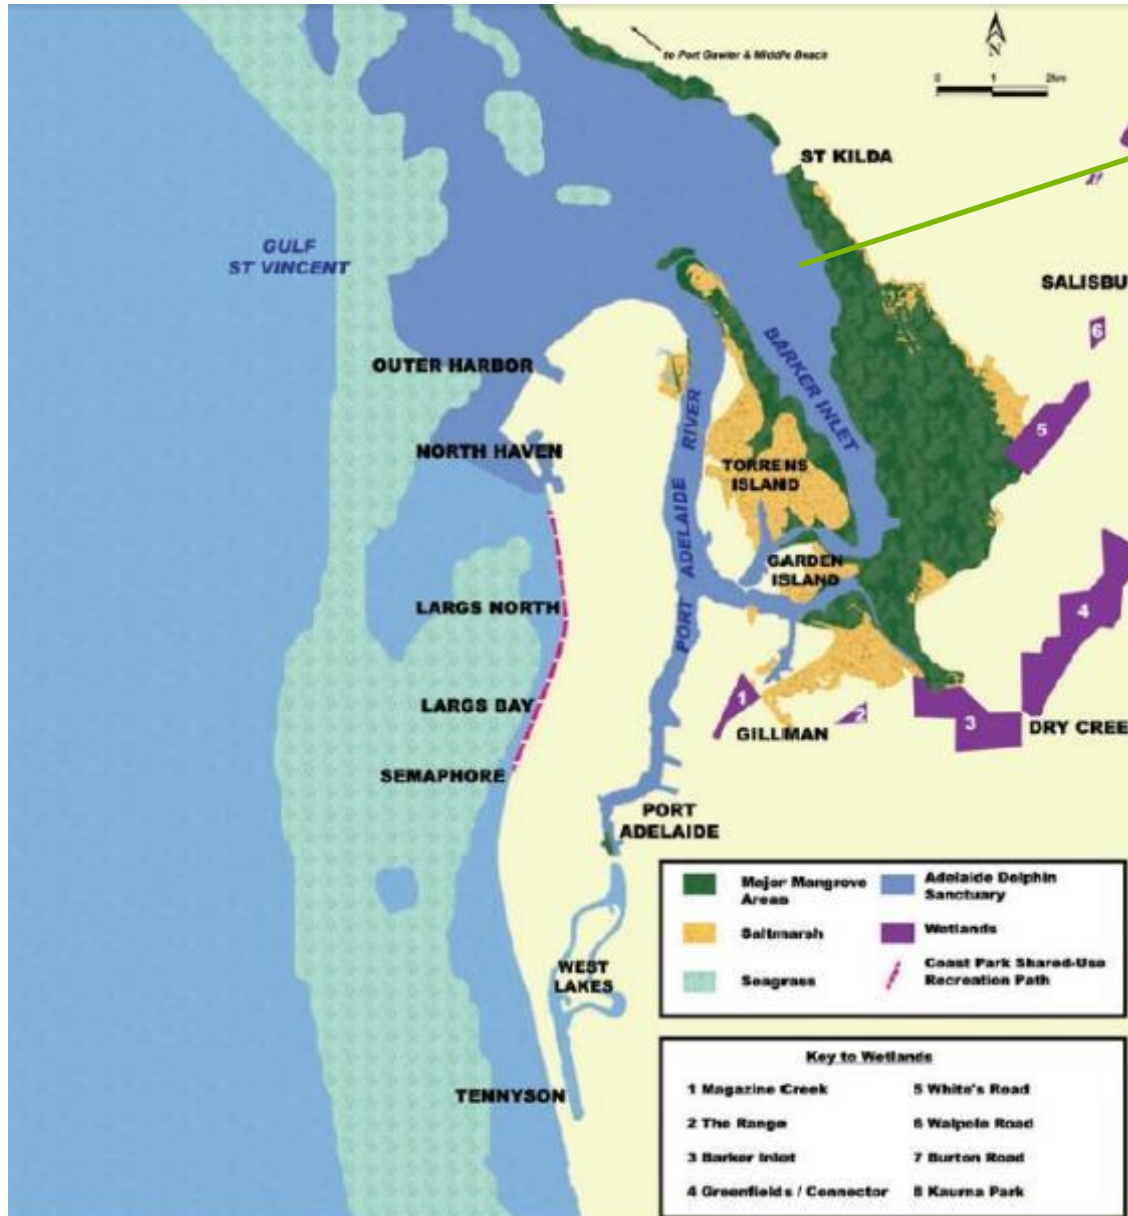 to Port Gawler & Middle Beach
N
0 1 2km
ST KILDA
GULF
ST VINCENT
SALISBU
6
OUTER HARBOR
BARKER INLET
5
NORTH HAVEN
TORRENS
ISLAND
PORT ADELAIDE RIVER
GARDEN
ISLAND
LARGS NORTH
4
1
LARGS BAY
2
3
GILLMAN
DRY CREE
SEMAPHORE
PORT
ADELAIDE
WEST
LAKES
TENNYSON
Major Mangrove
Areas
Saltmarsh
Seagrass
Adelaide Dolphin
Sanctuary
Wetlands
Coast Park Shared-Use
Recreation Path
Key to Wetlands
1 Magazine Creek
2 The Range
3 Barker Inlet
4 Greenfields / Connector
5 White's Road
6 Walpole Road
7 Burton Road
8 Kaurna Park